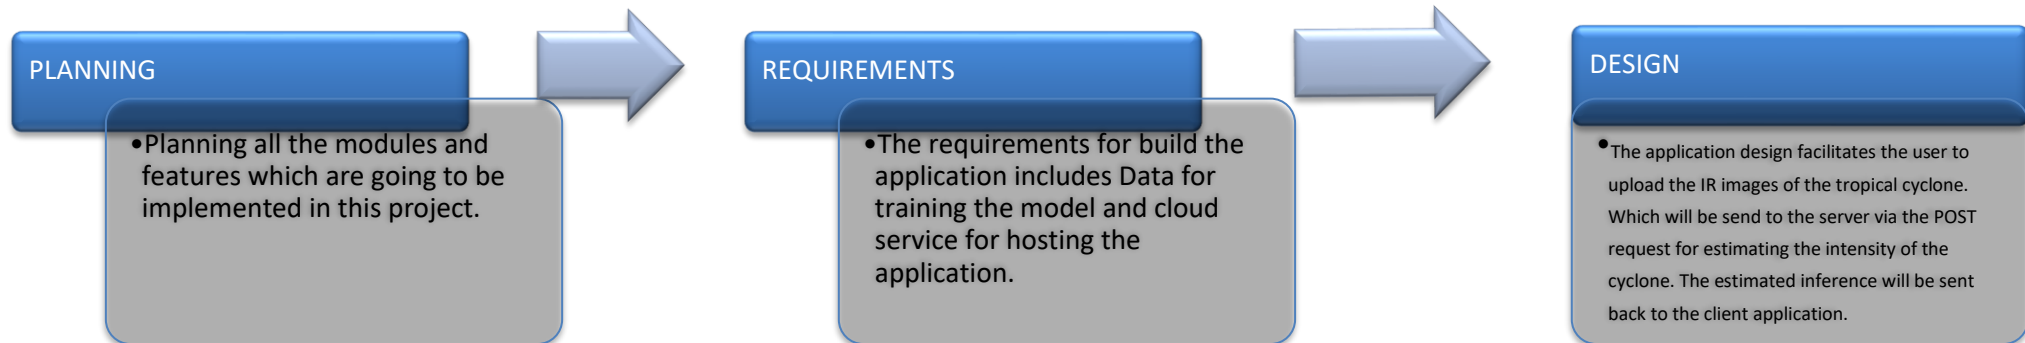 PLANNING
•Planning all the modules and
features which are going to be
implemented in this project.
REQUIREMENTS
•The requirements for build the
application includes Data for
training the model and cloud
service for hosting the
application.
DESIGN
•The application design facilitates the user to
upload the IR images of the tropical cyclone.
Which will be send to the server via the POST
request for estimating the intensity of the
cyclone. The estimated inference will be sent
back to the client application.